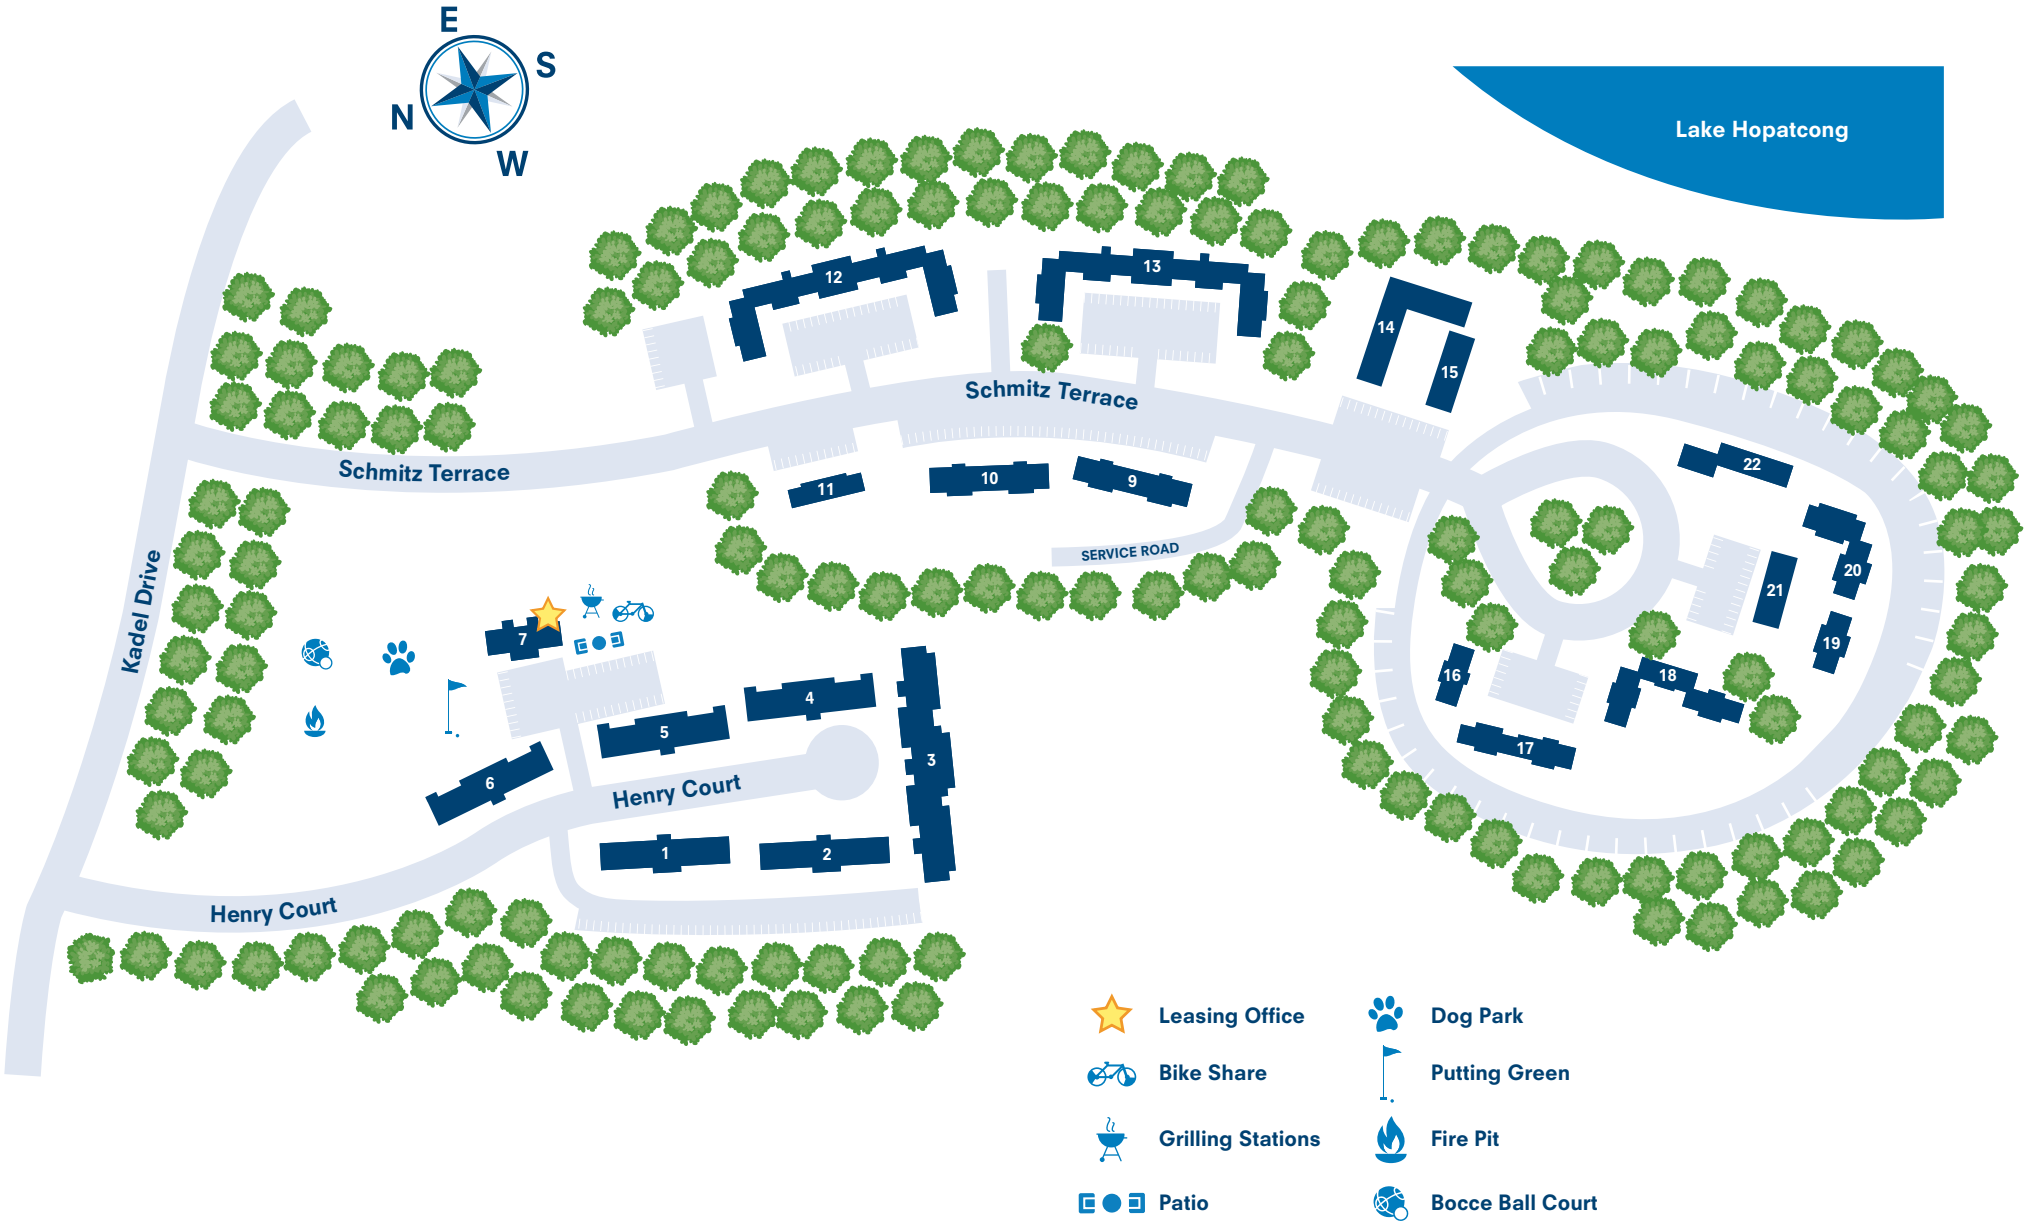 E
S
N
W
Lake Hopatcong
12
13
14
15
Schmitz Terrace
Schmitz Terrace
11
10
9
SERVICE ROAD
22
20
21
19
16
18
17
Kadel Drive
7
4
5
3
6
Henry Court
1
2
Henry Court
Leasing Office
Dog Park
Bike Share
Putting Green
Grilling Stations
Fire Pit
Patio
Bocce Ball Court